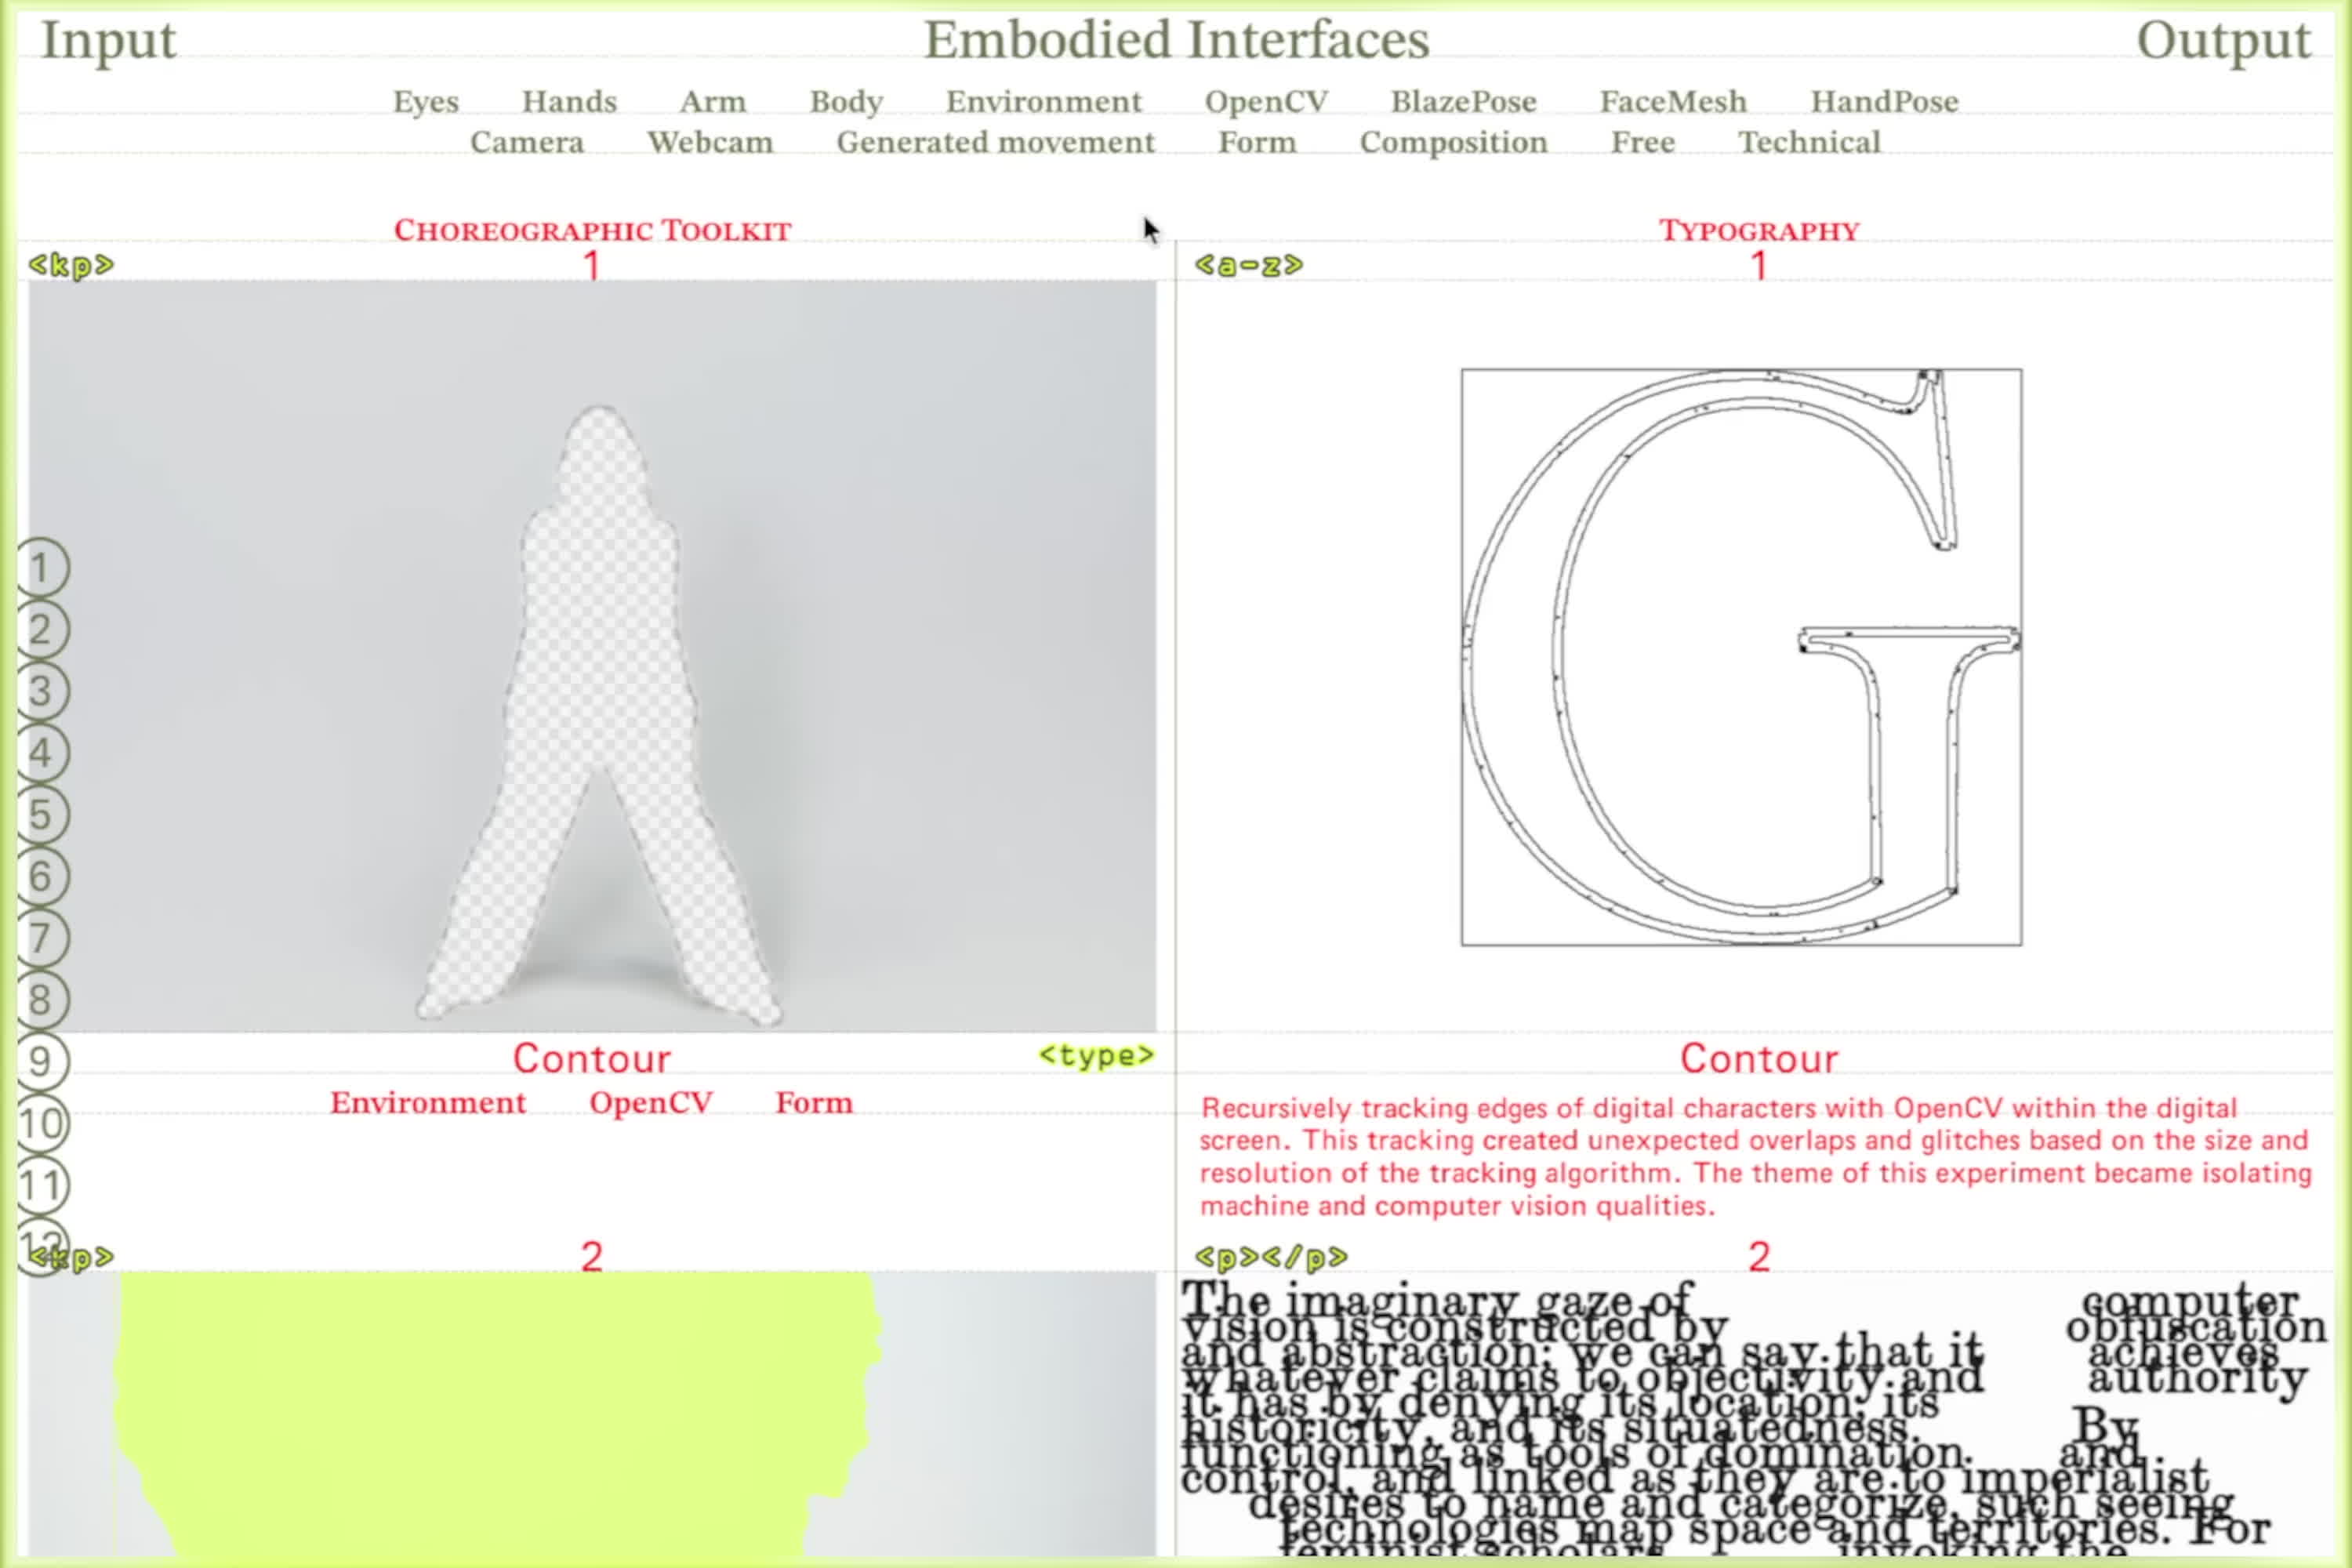 Input Embodied Interfaces Output
Eyes Hands Arm Body Environment OpenCV BlazePose FaceMesh HandPose
Camera Webcam Generated movement Form Composition Free Technical
CHOREOGRAPHIC TOOLKIT
<kp> 1
1
2
3
4
5
6
7
8
9
10
11
12
Contour <type>
Environment OpenCV Form
<kp> 2
TYPOGRAPHY
<a-z> 1
G
Contour
Recursively tracking edges of digital characters with OpenCV within the digital
screen. This tracking created unexpected overlaps and glitches based on the size and
resolution of the tracking algorithm. The theme of this experiment became isolating
machine and computer vision qualities.
<p></p> 2
The imaginary gaze of computer
vision is constructed by obfuscation
and abstraction; we can say that it achieves
whatever claims to objectivity and authority
it has by denying its location; its
historicity, and its situatedness. By
functioning as tools of domination and
control, and linked as they are to imperialist
desires to name and categorize, such seeing
technologies map space and territories. For
feminist scholars invoking the